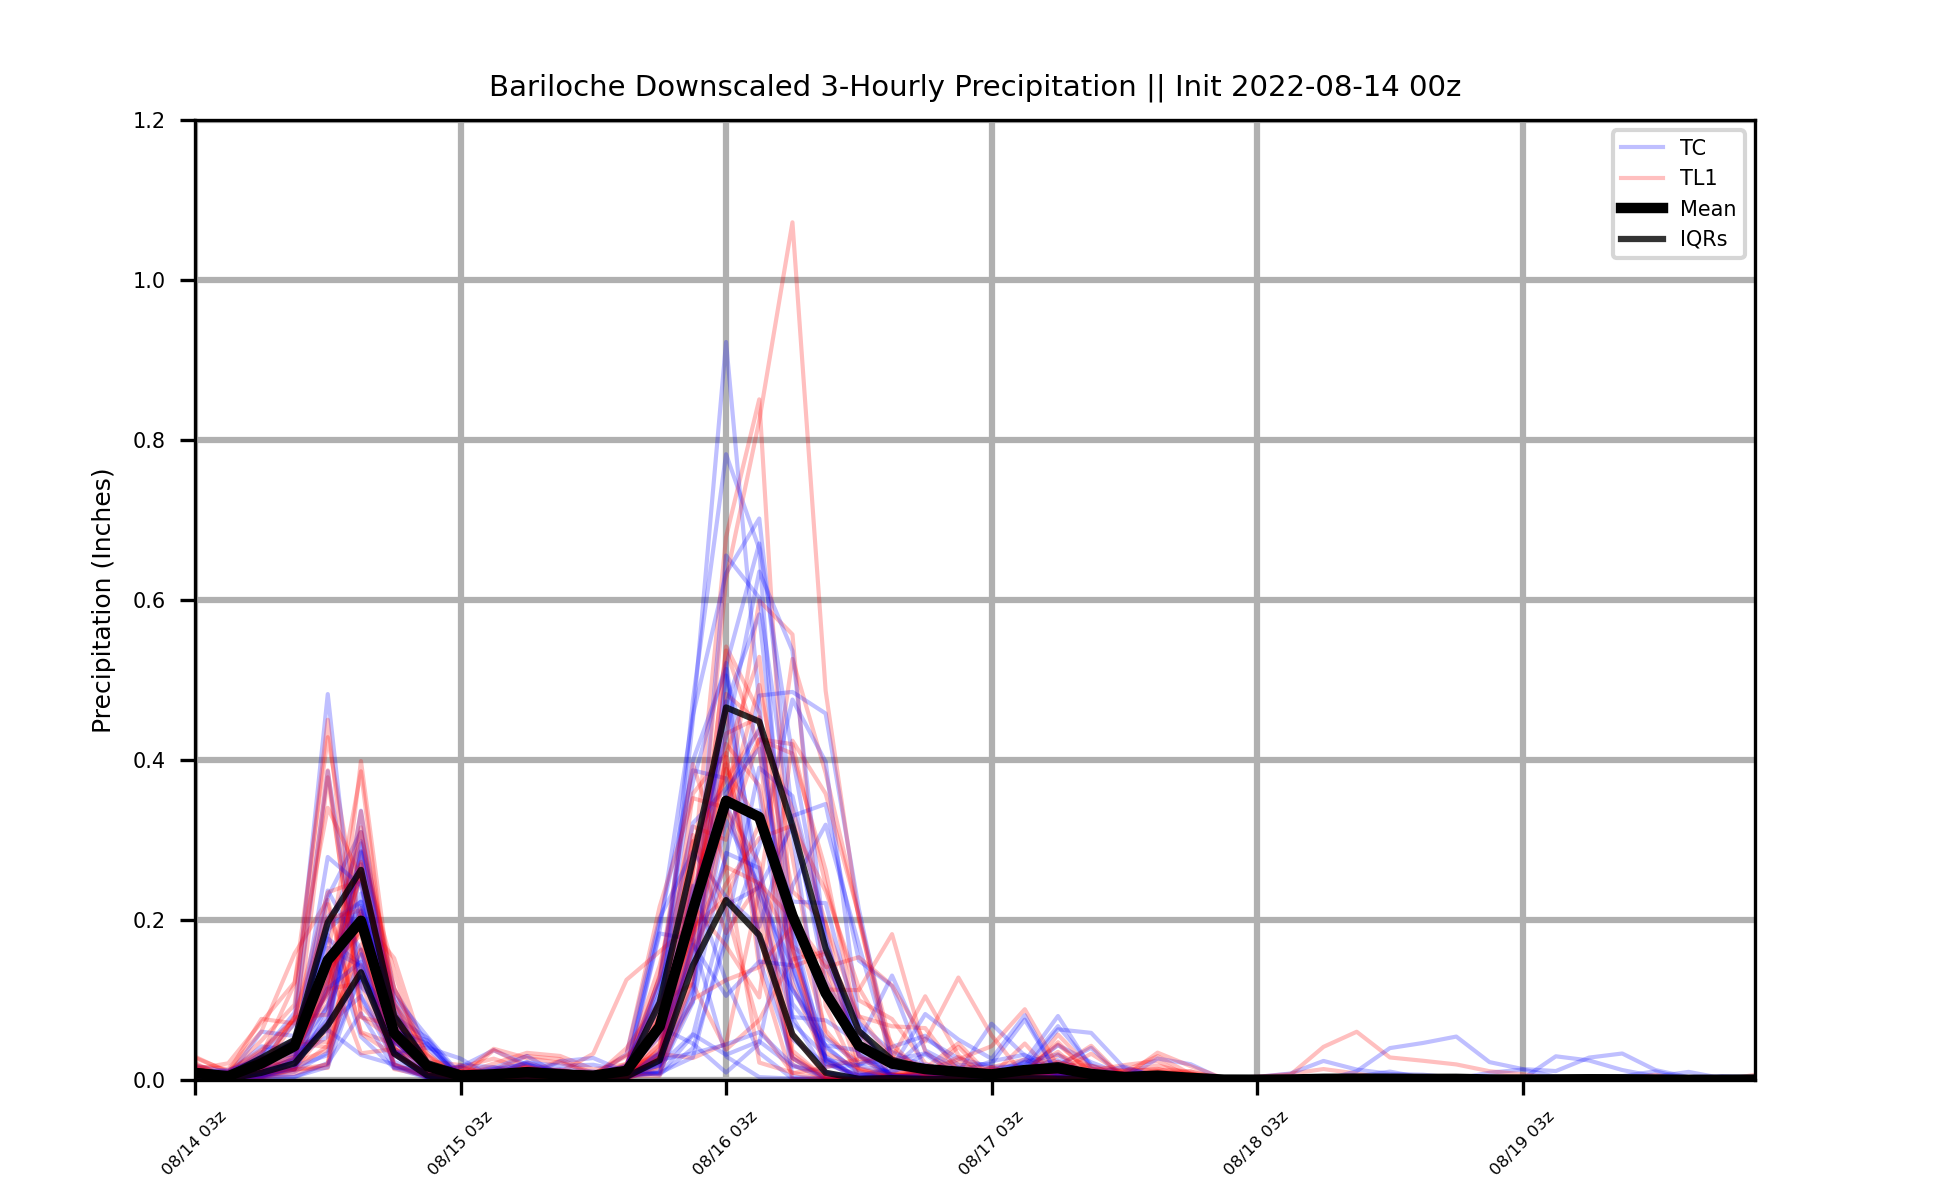 Bariloche Downscaled 3-Hourly Precipitation || Init 2022-08-14 00z
1.2
1.0
0.8
0.6
0.4
0.2
0.0
Precipitation (Inches)
TC
TL1
Mean
IQRs
08/14 03z
08/15 03z
08/16 03z
08/17 03z
08/18 03z
08/19 03z